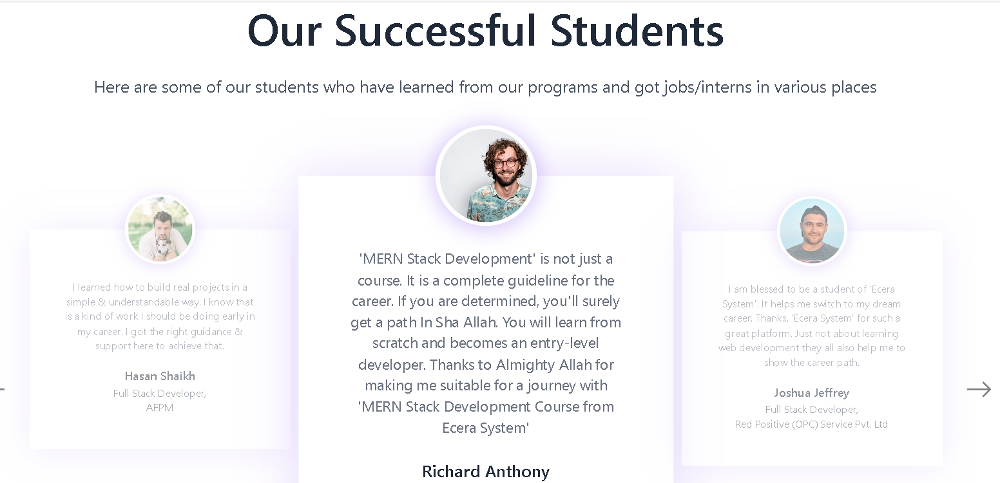 Our Successful Students
Here are some of our students who have learned from our programs and got jobs/interns in various places
I learned how to build real projects in a
simple & understandable way. I know that
is a kind of work I should be doing early in
my career. I got the right guidance &
support here to achieve that.
Hasan Shaikh
Full Stack Developer,
AFPM
'MERN Stack Development' is not just a
course. It is a complete guideline for the
career. If you are determined, you'll surely
get a path In Sha Allah. You will learn from
scratch and becomes an entry-level
developer. Thanks to Almighty Allah for
making me suitable for a journey with
'MERN Stack Development Course from
Ecera System'
Richard Anthony
I am blessed to be a student of 'Ecera
System'. It helps me switch to my dream
career. Thanks, 'Ecera System' for such a
great platform. Just not about learning
web development they all also help me to
show the career path.
Joshua Jeffrey
Full Stack Developer,
Red Positive (OPC) Service Pvt. Ltd